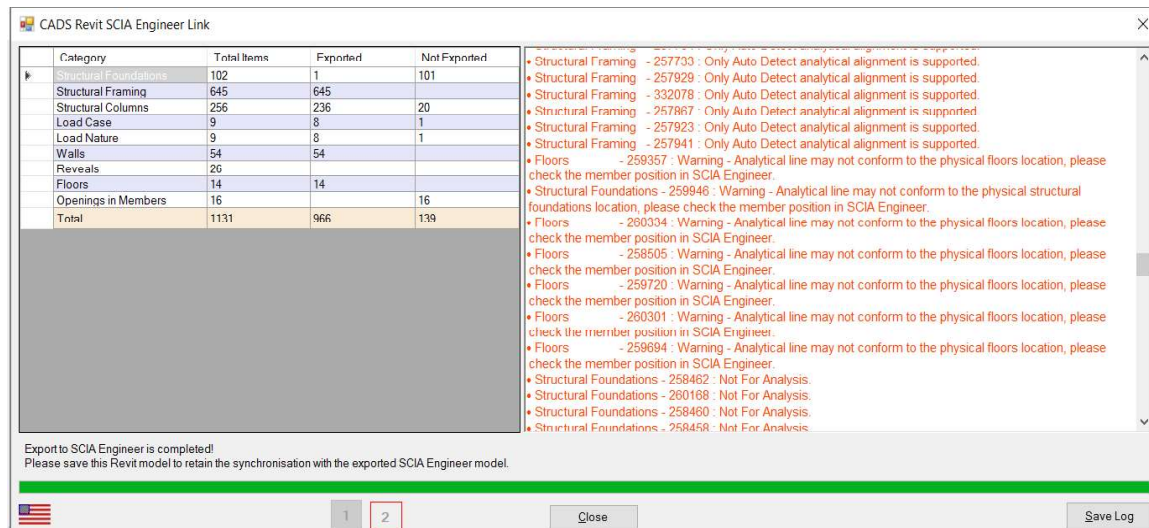 CADS Revit SCIA Engineer Link
Category Total Items Exported Not Exported
Structural Foundations 102 1 101
Structural Framing 645 645
Structural Columns 256 236 20
Load Case 9 8 1
Load Nature 9 8 1
Walls 54 54
Reveals 26
Floors 14 14
Openings in Members 16 16
Total 1131 966 139
• Structural Framing - 257733 : Only Auto Detect analytical alignment is supported.
• Structural Framing - 257929 : Only Auto Detect analytical alignment is supported.
• Structural Framing - 332078 : Only Auto Detect analytical alignment is supported.
• Structural Framing - 257867 : Only Auto Detect analytical alignment is supported.
• Structural Framing - 257923 : Only Auto Detect analytical alignment is supported.
• Structural Framing - 257941 : Only Auto Detect analytical alignment is supported.
• Floors - 259357 : Warning - Analytical line may not conform to the physical floors location, please
check the member position in SCIA Engineer.
• Structural Foundations - 259946 : Warning - Analytical line may not conform to the physical structural
foundations location, please check the member position in SCIA Engineer.
• Floors - 260334 : Warning - Analytical line may not conform to the physical floors location, please
check the member position in SCIA Engineer.
• Floors - 258505 : Warning - Analytical line may not conform to the physical floors location, please
check the member position in SCIA Engineer.
• Floors - 259720 : Warning - Analytical line may not conform to the physical floors location, please
check the member position in SCIA Engineer.
• Floors - 260301 : Warning - Analytical line may not conform to the physical floors location, please
check the member position in SCIA Engineer.
• Floors - 259694 : Warning - Analytical line may not conform to the physical floors location, please
check the member position in SCIA Engineer.
• Structural Foundations - 258462 : Not For Analysis.
• Structural Foundations - 260168 : Not For Analysis.
• Structural Foundations - 258460 : Not For Analysis.
• Structural Foundations - 258458 : Not For Analysis.
Export to SCIA Engineer is completed!
Please save this Revit model to retain the synchronisation with the exported SCIA Engineer model.
1 2 Close Save Log